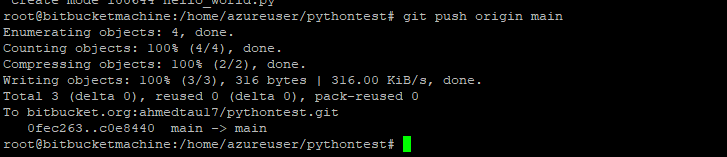 create mode 100644 hello_world.py
root@bitbucketmachine:/home/azureuser/pythontest# git push origin main
Enumerating objects: 4, done.
Counting objects: 100% (4/4), done.
Compressing objects: 100% (2/2), done.
Writing objects: 100% (3/3), 316 bytes | 316.00 KiB/s, done.
Total 3 (delta 0), reused 0 (delta 0), pack-reused 0
To bitbucket.org:ahmedtau17/pythontest.git
   0fec263..c0e8440  main -> main
root@bitbucketmachine:/home/azureuser/pythontest#